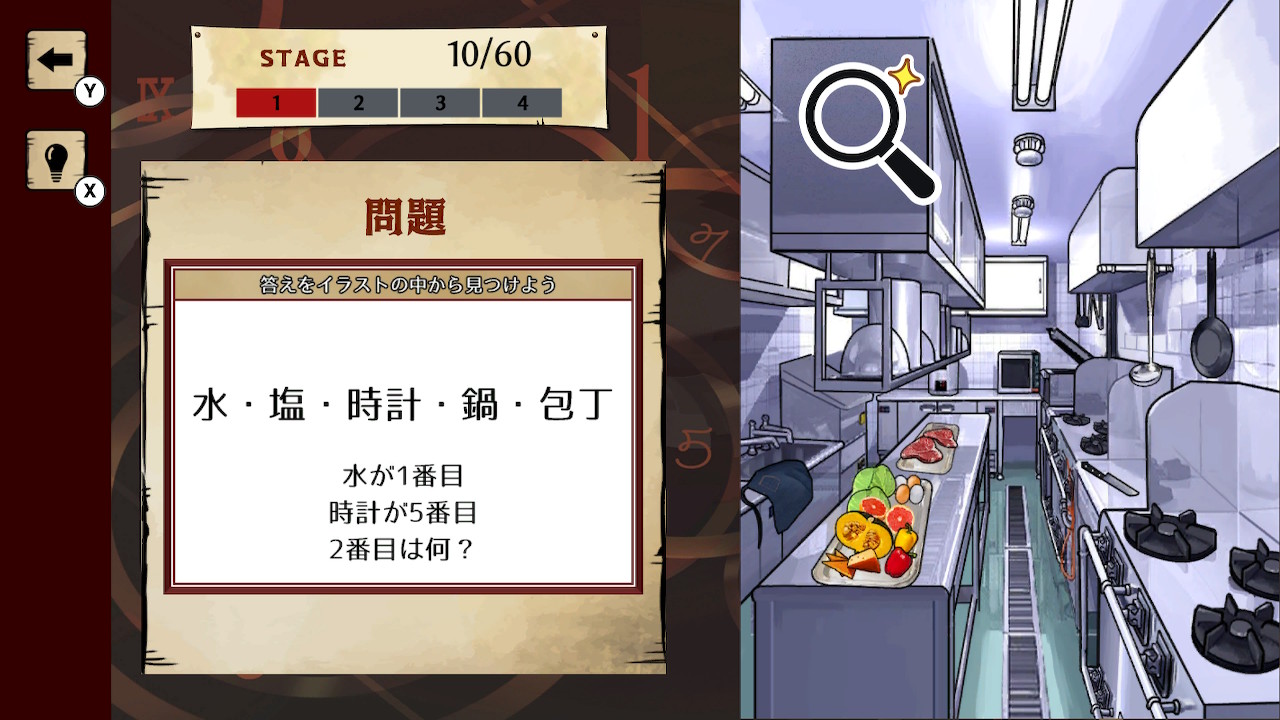 Y
X
STAGE 10/60
1 2 3 4
問題
答えをイラストの中から見つけよう
水・塩・時計・鍋・包丁
水が1番目
時計が5番目
2番目は何？